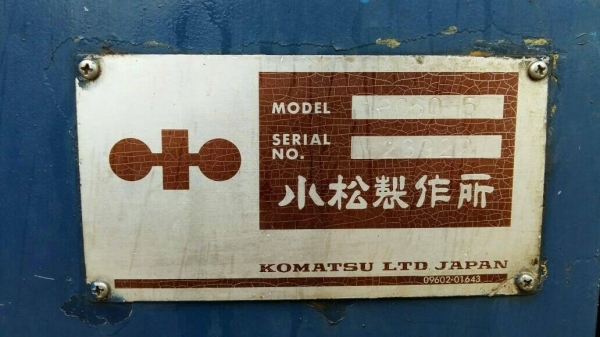 MODEL
SERIAL
NO.
小松製作所
KOMATSU LTD JAPAN
09602-01643